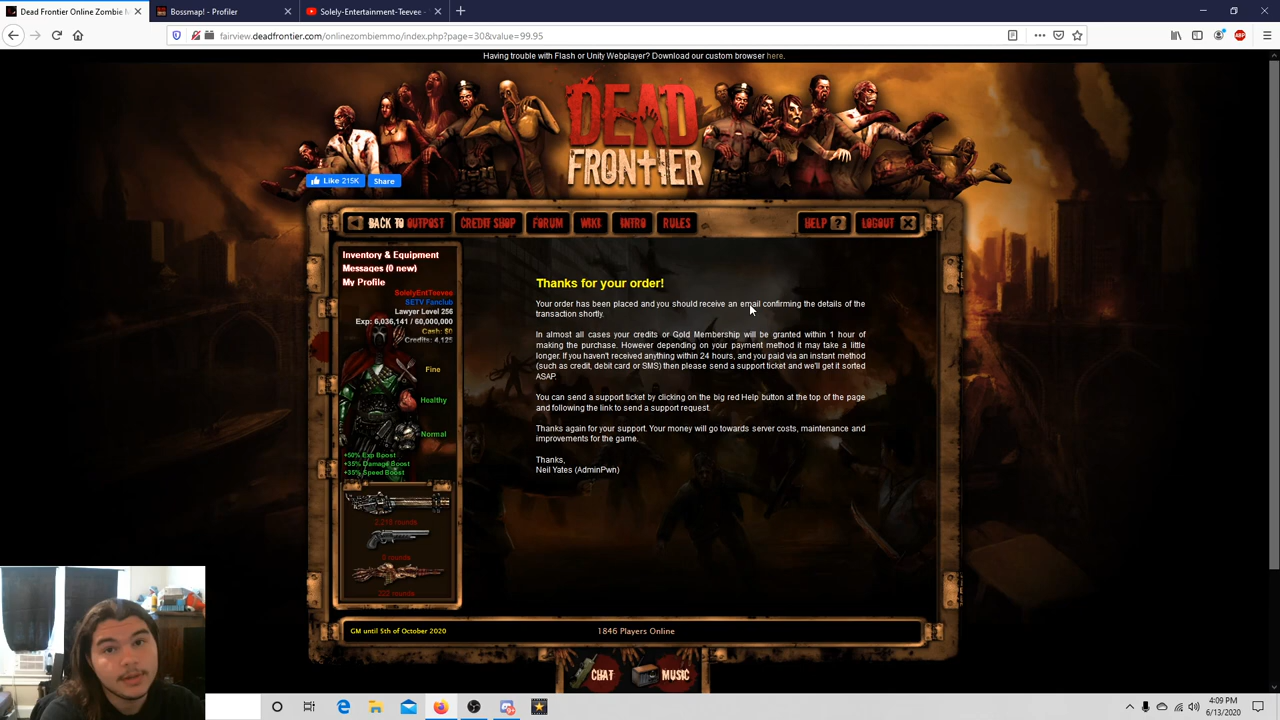 Dead Frontier Online Zombie M
Bossmap! - Profiler
Solely-Entertainment-Teevee -
fairview.deadfrontier.com/onlinezombiemmo/index.php?page=30&value=99.95
ABP
Having trouble with Flash or Unity Webplayer? Download our custom browser here.
DEAD
FRONTIER
Like 215K
Share
BACK TO OUTPOST
CREDIT SHOP
FORUM
WIKI
INTRO
RULES
HELP ?
LOGOUT X
Inventory & Equipment
Messages (0 new)
My Profile
SolelyEntTeevee
SETV Fanclub
Lawyer Level 256
Exp: 6,036,141 / 60,000,000
Cash: $0
Credits: 4,125
Fine
Healthy
Normal
+50% Exp Boost
+35% Damage Boost
+35% Speed Boost
rounds
rounds
rounds
Thanks for your order!
Your order has been placed and you should receive an email confirming the details of the
transaction shortly.
In almost all cases your credits or Gold Membership will be granted within 1 hour of
making the purchase. However depending on your payment method it may take a little
longer. If you haven't received anything within 24 hours, and you paid via an instant method
(such as credit, debit card or SMS) then please send a support ticket and we'll get it sorted
ASAP.
You can send a support ticket by clicking on the big red Help button at the top of the page
and following the link to send a support request.
Thanks again for your support. Your money will go towards server costs, maintenance and
improvements for the game.
Thanks,
Neil Yates (AdminPwn)
GM until 5th of October 2020
1846 Players Online
CHAT
MUSIC
4:09 PM
6/13/2020